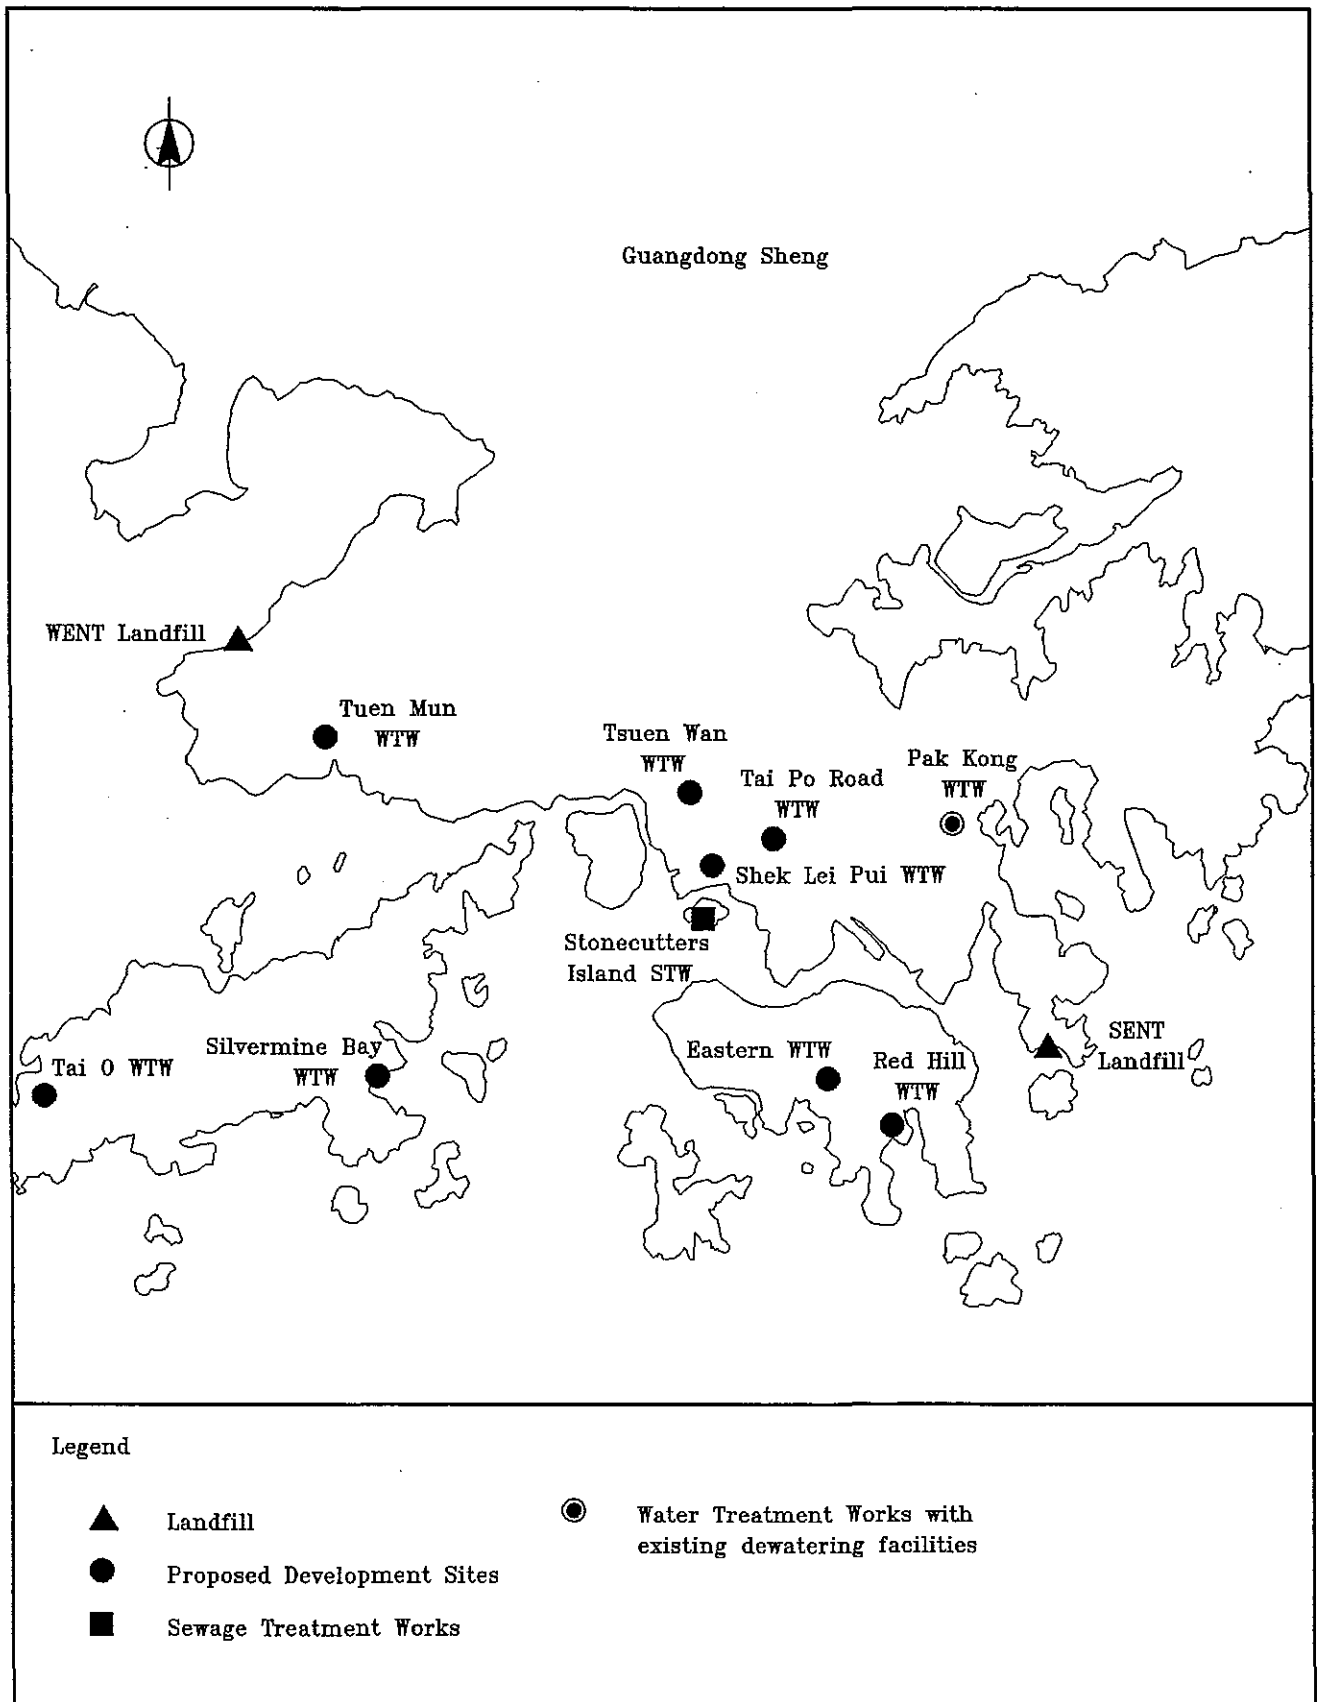 Guangdong Sheng
WENT Landfill
Tuen Mun
WTW
Tsuen Wan
WTW
Tai Po Road
WTW
Pak Kong
WTW
Shek Lei Pui WTW
Stonecutters
Island STW
Tai O WTW
Silvermine Bay
WTW
Eastern WTW
Red Hill
WTW
SENT
Landfill
Legend
Landfill
Proposed Development Sites
Sewage Treatment Works
Water Treatment Works with
existing dewatering facilities